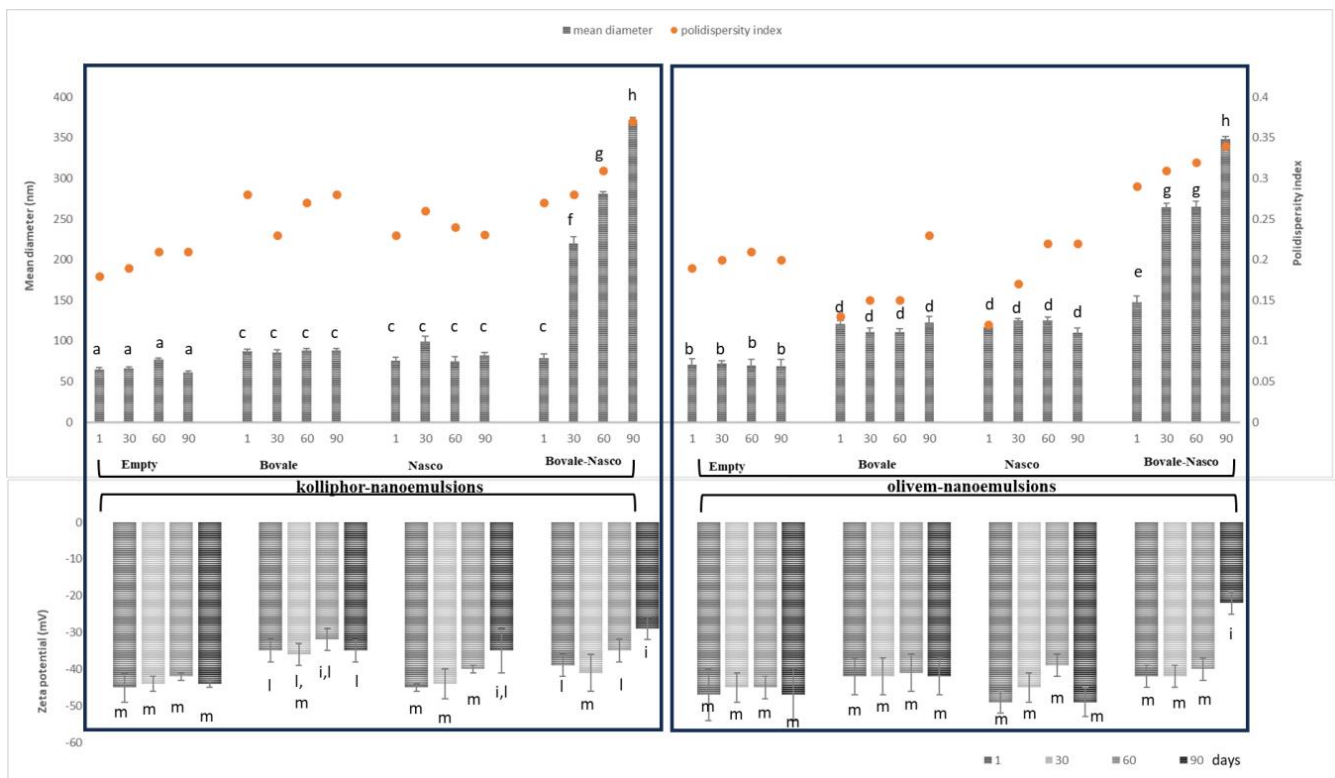 mean diameter polidispersity index
h
h
g
f
g g
e
c c c c c c c c c
a a a a
d d d d d d d d
b b b b
400
350
300
250
200
150
100
50
0
Mean diameter (nm)
0.4
0.35
0.3
0.25
0.2
0.15
0.1
0.05
0
Polidispersity index
1 30 60 90 1 30 60 90 1 30 60 90 1 30 60 90
Empty Bovale Nasco Bovale-Nasco
kolliphor-nanoemulsions
1 30 60 90 1 30 60 90 1 30 60 90 1 30 60 90
Empty Bovale Nasco Bovale-Nasco
olivem-nanoemulsions
0
-10
-20
-30
-40
-50
-60
Zeta potential (mV)
m m m m
l l, m i,l l
m m m i,l
l m l i
m m m m
m m m m
m m m m
m m m i
1 30 60 90 days